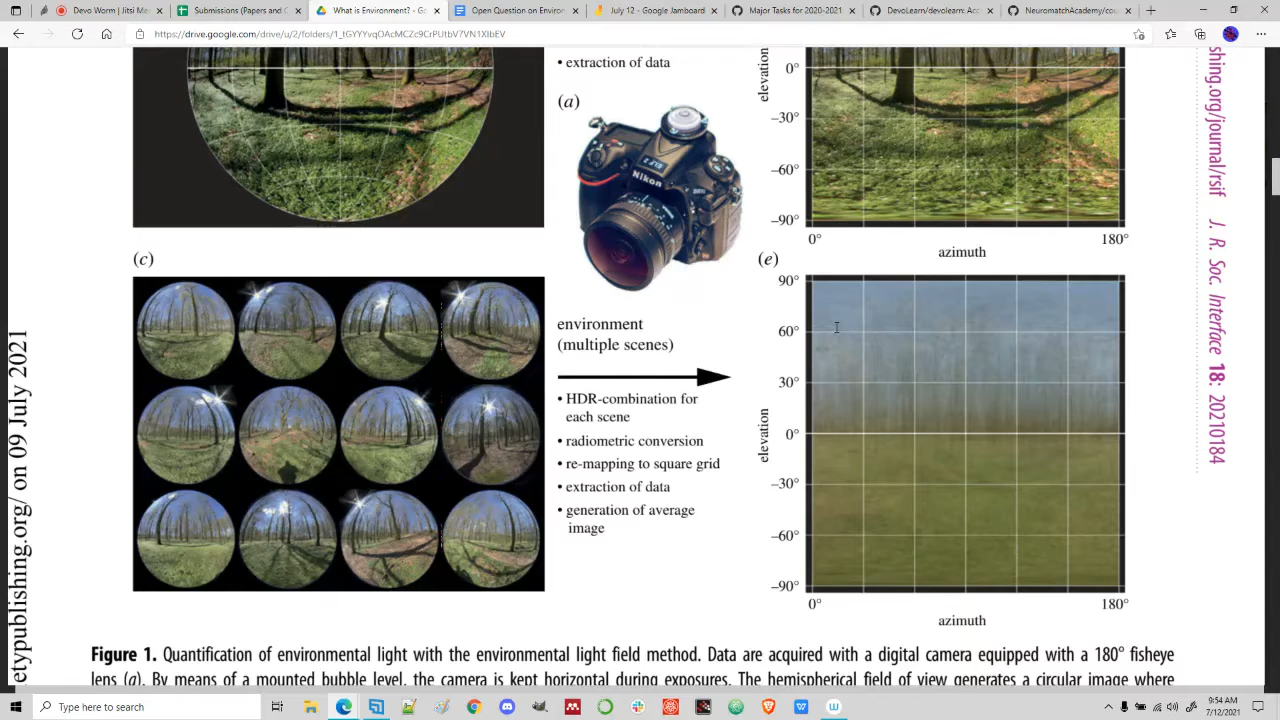 Devo Worm Jitsi Me
Submissions
Papers and C
What is Environment? - G
Open Question on Enviro
July 12 - Google Jamboard
Major Tasks for 2020-2021
DevoLearn/devolearn: Acc
NeuromatchAcademy/cou
https://drive.google.com/drive/u/2/folders/1_tGYYYvqOAcMCZc9CrPUtbV7VN1XIbEV
• extraction of data
(a)
Nikon
elevation
0°
–30°
–60°
–90°
0°
180°
azimuth
(c)
environment
(multiple scenes)
• HDR-combination for
each scene
• radiometric conversion
• re-mapping to square grid
• extraction of data
• generation of average
image
(e)
90°
60°
30°
0°
–30°
–60°
–90°
elevation
0°
180°
azimuth
shing.org/journal/rsif J. R. Soc. Interface 18: 20210184
etypublishing.org/ on 09 July 2021
Figure 1. Quantification of environmental light with the environmental light field method. Data are acquired with a digital camera equipped with a 180° fisheye
lens (a). By means of a mounted bubble level, the camera is kept horizontal during exposures. The hemispherical field of view generates a circular image where
Type here to search
9:54 AM
7/12/2021